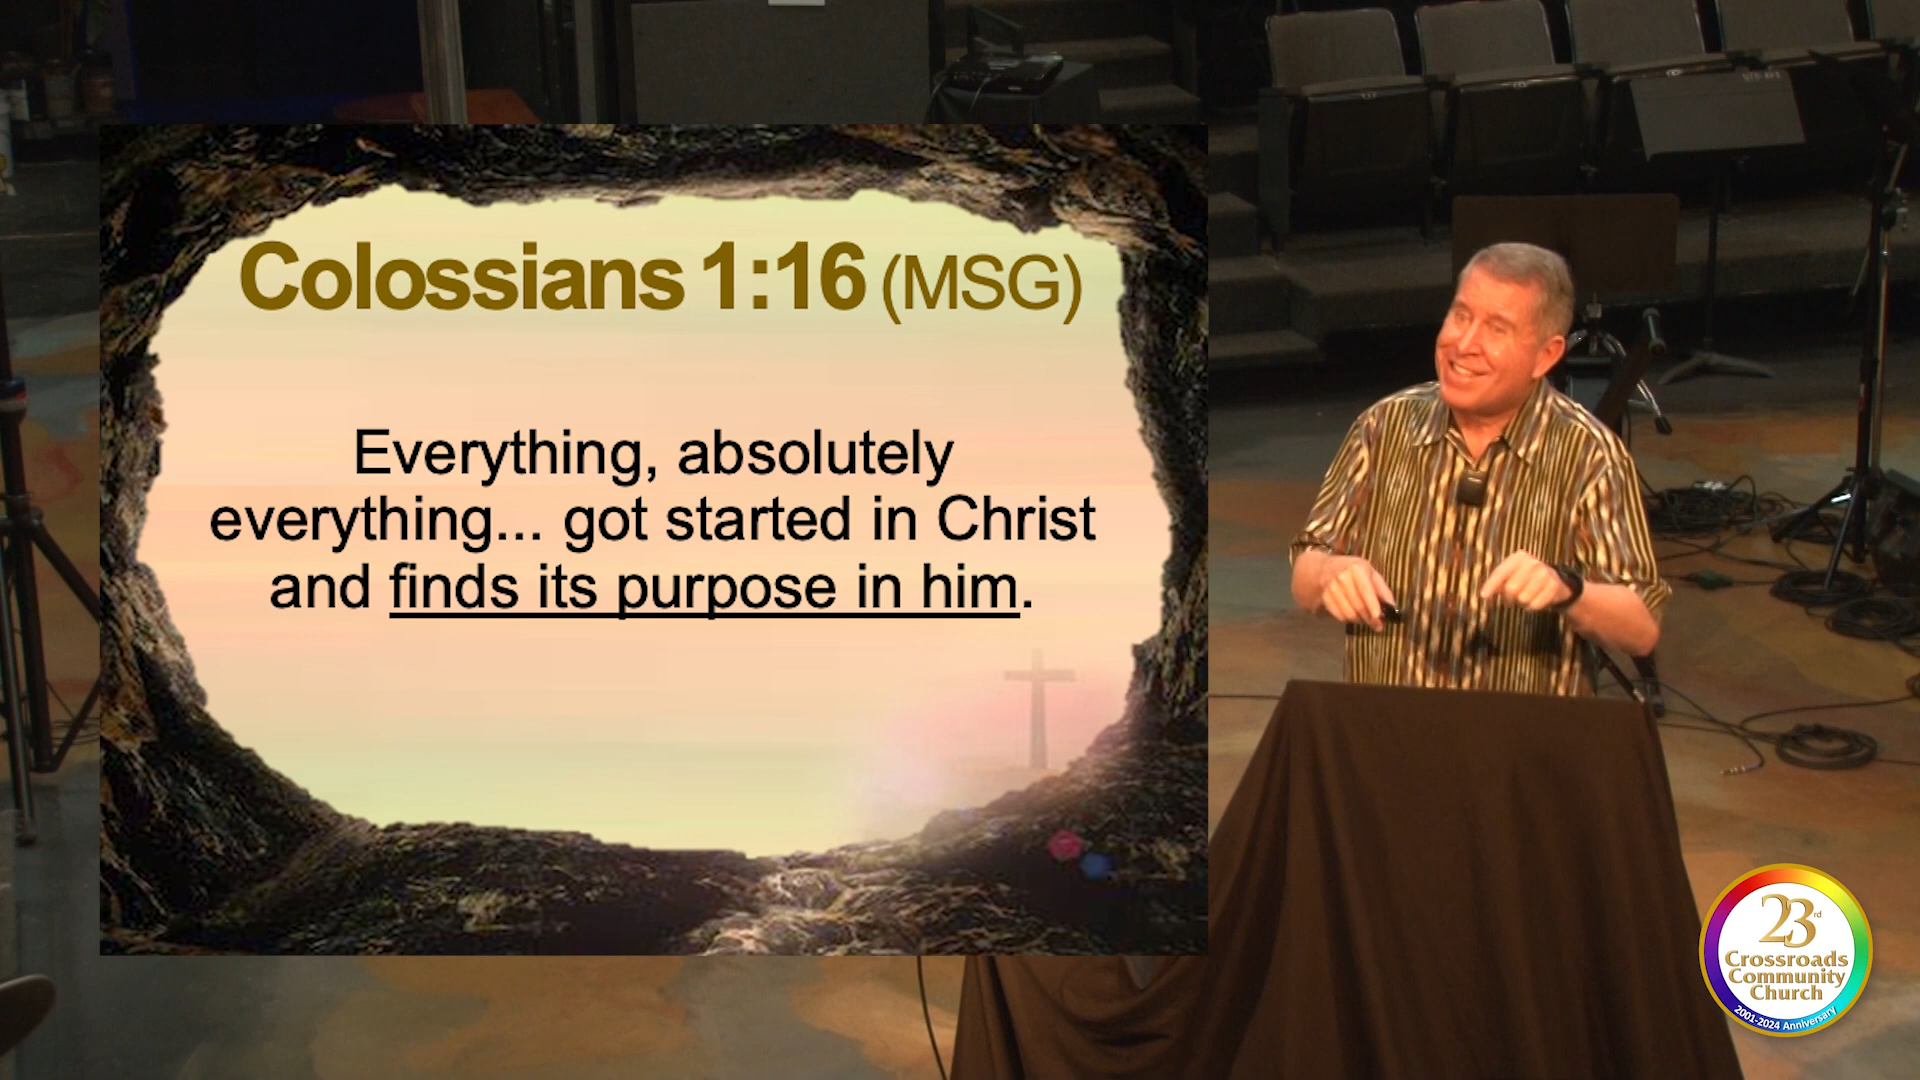 Colossians 1:16 (MSG)
Everything, absolutely
everything... got started in Christ
and finds its purpose in him.
23rd
Crossroads
Community
Church
2001-2024 Anniversary